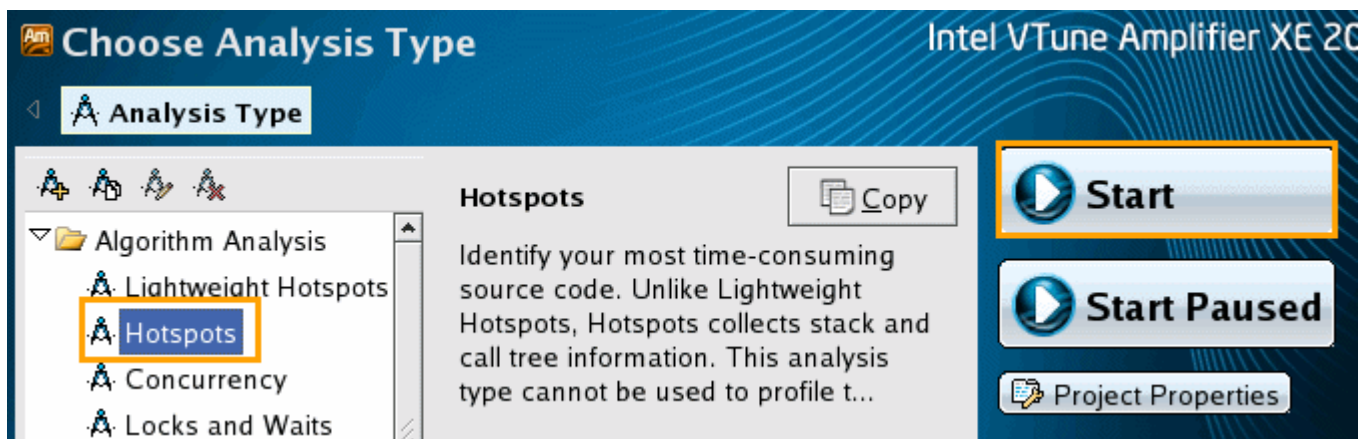 Am Choose Analysis Type
Intel VTune Amplifier XE 20
Analysis Type
Algorithm Analysis
Lightweight Hotspots
Hotspots
Concurrency
Locks and Waits
Hotspots
Copy
Identify your most time-consuming
source code. Unlike Lightweight
Hotspots, Hotspots collects stack and
call tree information. This analysis
type cannot be used to profile t...
Start
Start Paused
Project Properties